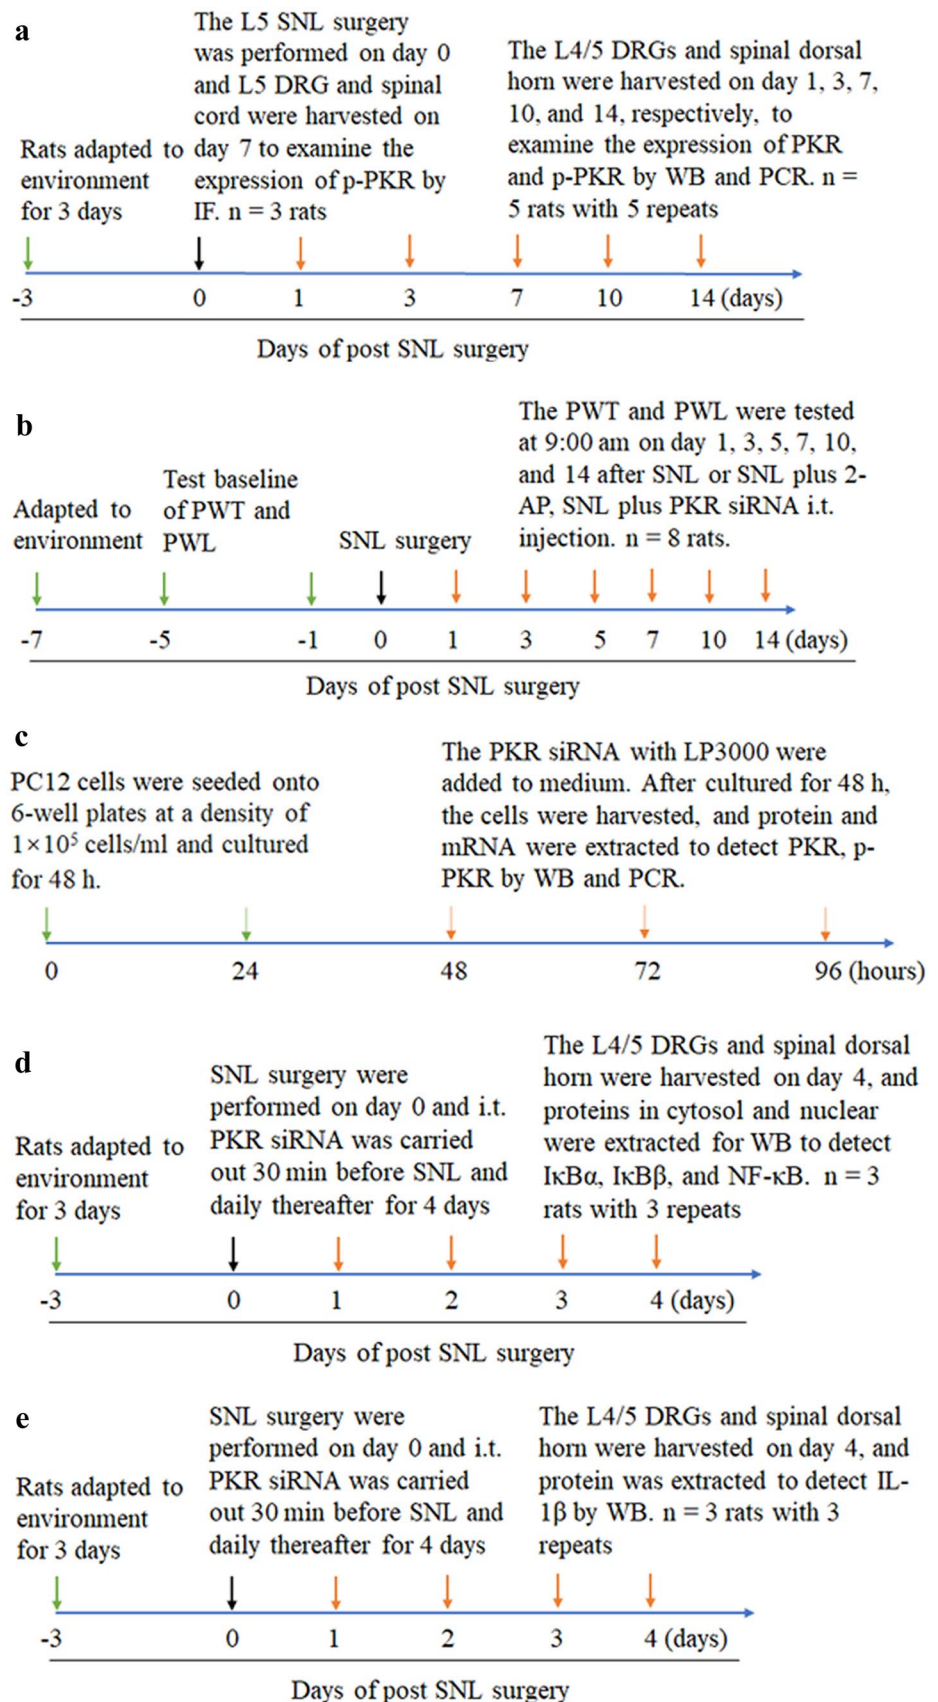 a
The L5 SNL surgery
was performed on day 0
and L5 DRG and spinal
cord were harvested on
day 7 to examine the
expression of p-PKR by
IF. n = 3 rats
Rats adapted to
environment
for 3 days
The L4/5 DRGs and spinal dorsal
horn were harvested on day 1, 3, 7,
10, and 14, respectively, to
examine the expression of PKR
and p-PKR by WB and PCR. n =
5 rats with 5 repeats
-3 0 1 3 7 10 14 (days)
Days of post SNL surgery
b
Adapted to
environment
Test baseline
of PWT and
PWL
SNL surgery
The PWT and PWL were tested
at 9:00 am on day 1, 3, 5, 7, 10,
and 14 after SNL or SNL plus 2-
AP, SNL plus PKR siRNA i.t.
injection. n = 8 rats.
-7 -5 -1 0 1 3 5 7 10 14 (days)
Days of post SNL surgery
c
PC12 cells were seeded onto
6-well plates at a density of
1×10⁵ cells/ml and cultured
for 48 h.
The PKR siRNA with LP3000 were
added to medium. After cultured for 48 h,
the cells were harvested, and protein and
mRNA were extracted to detect PKR, p-
PKR by WB and PCR.
0 24 48 72 96 (hours)
d
Rats adapted to
environment
for 3 days
SNL surgery were
performed on day 0 and i.t.
PKR siRNA was carried
out 30 min before SNL and
daily thereafter for 4 days
The L4/5 DRGs and spinal dorsal
horn were harvested on day 4, and
proteins in cytosol and nuclear
were extracted for WB to detect
IκBα, IκBβ, and NF-κB. n = 3
rats with 3 repeats
-3 0 1 2 3 4 (days)
Days of post SNL surgery
e
Rats adapted to
environment
for 3 days
SNL surgery were
performed on day 0 and i.t.
PKR siRNA was carried
out 30 min before SNL and
daily thereafter for 4 days
The L4/5 DRGs and spinal dorsal
horn were harvested on day 4, and
protein was extracted to detect IL-
1β by WB. n = 3 rats with 3
repeats
-3 0 1 2 3 4 (days)
Days of post SNL surgery